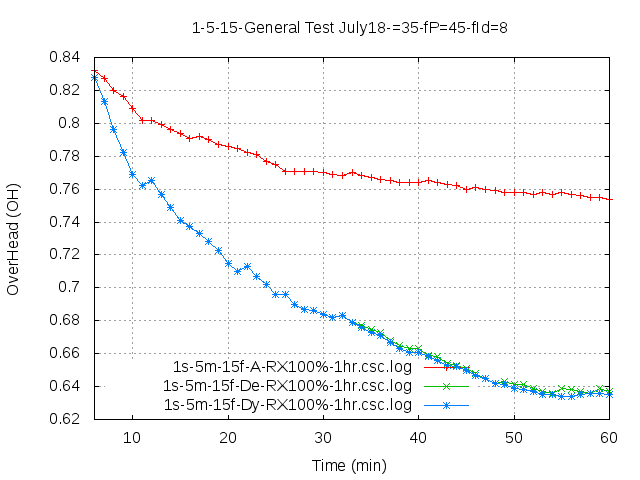 1-5-15-General Test July18-=35-fP=45-fId=8
0.84
0.82
0.8
0.78
0.76
0.74
0.72
0.7
0.68
0.66
0.64
0.62
OverHead (OH)
1s-5m-15f-A-RX100%-1hr.csc.log
1s-5m-15f-De-RX100%-1hr.csc.log
1s-5m-15f-Dy-RX100%-1hr.csc.log
10 20 30 40 50 60
Time (min)